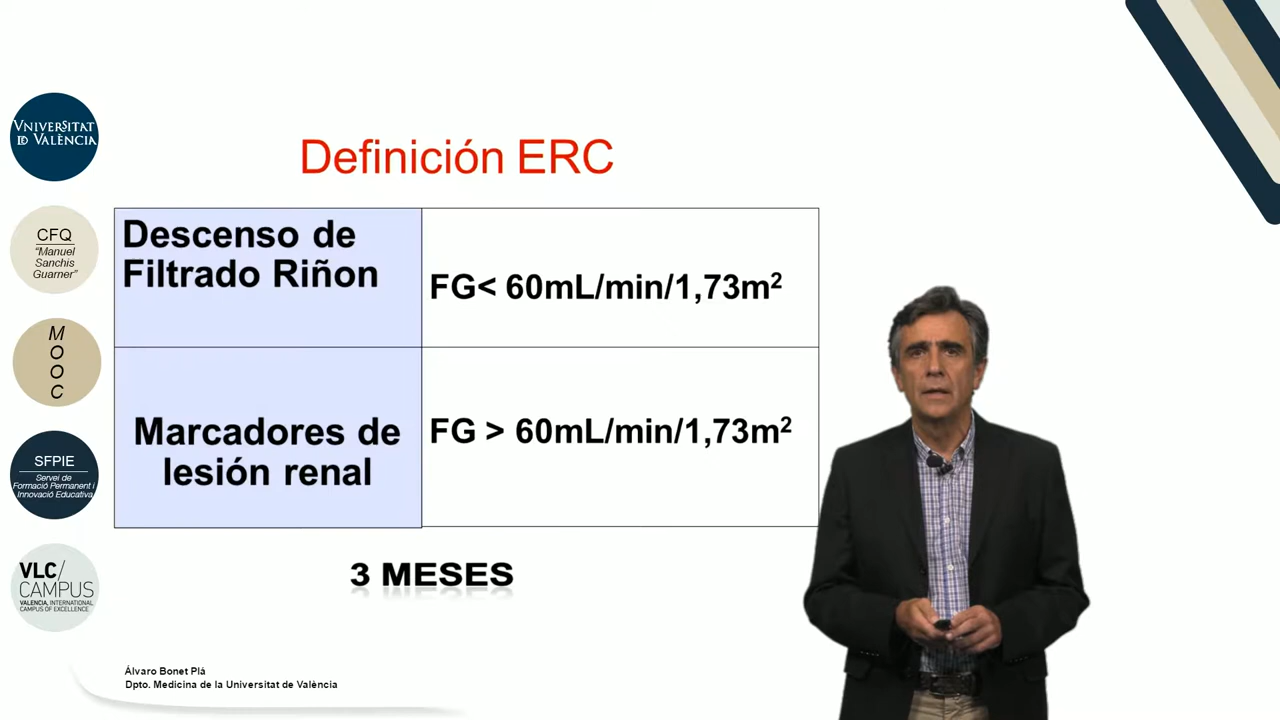 VNIVERSITAT
ID VALÈNCIA
CFQ
“Manuel
Sanchis
Guarner”
M
O
O
C
SFPIE
Servei de
Formació Permanent i
Innovació Educativa
VLC/
CAMPUS
VALENCIA, INTERNATIONAL
CAMPUS OF EXCELLENCE
Definición ERC
Descenso de
Filtrado Riñon
FG< 60mL/min/1,73m²
Marcadores de
lesión renal
FG > 60mL/min/1,73m²
3 MESES
Álvaro Bonet Plá
Dpto. Medicina de la Universitat de València